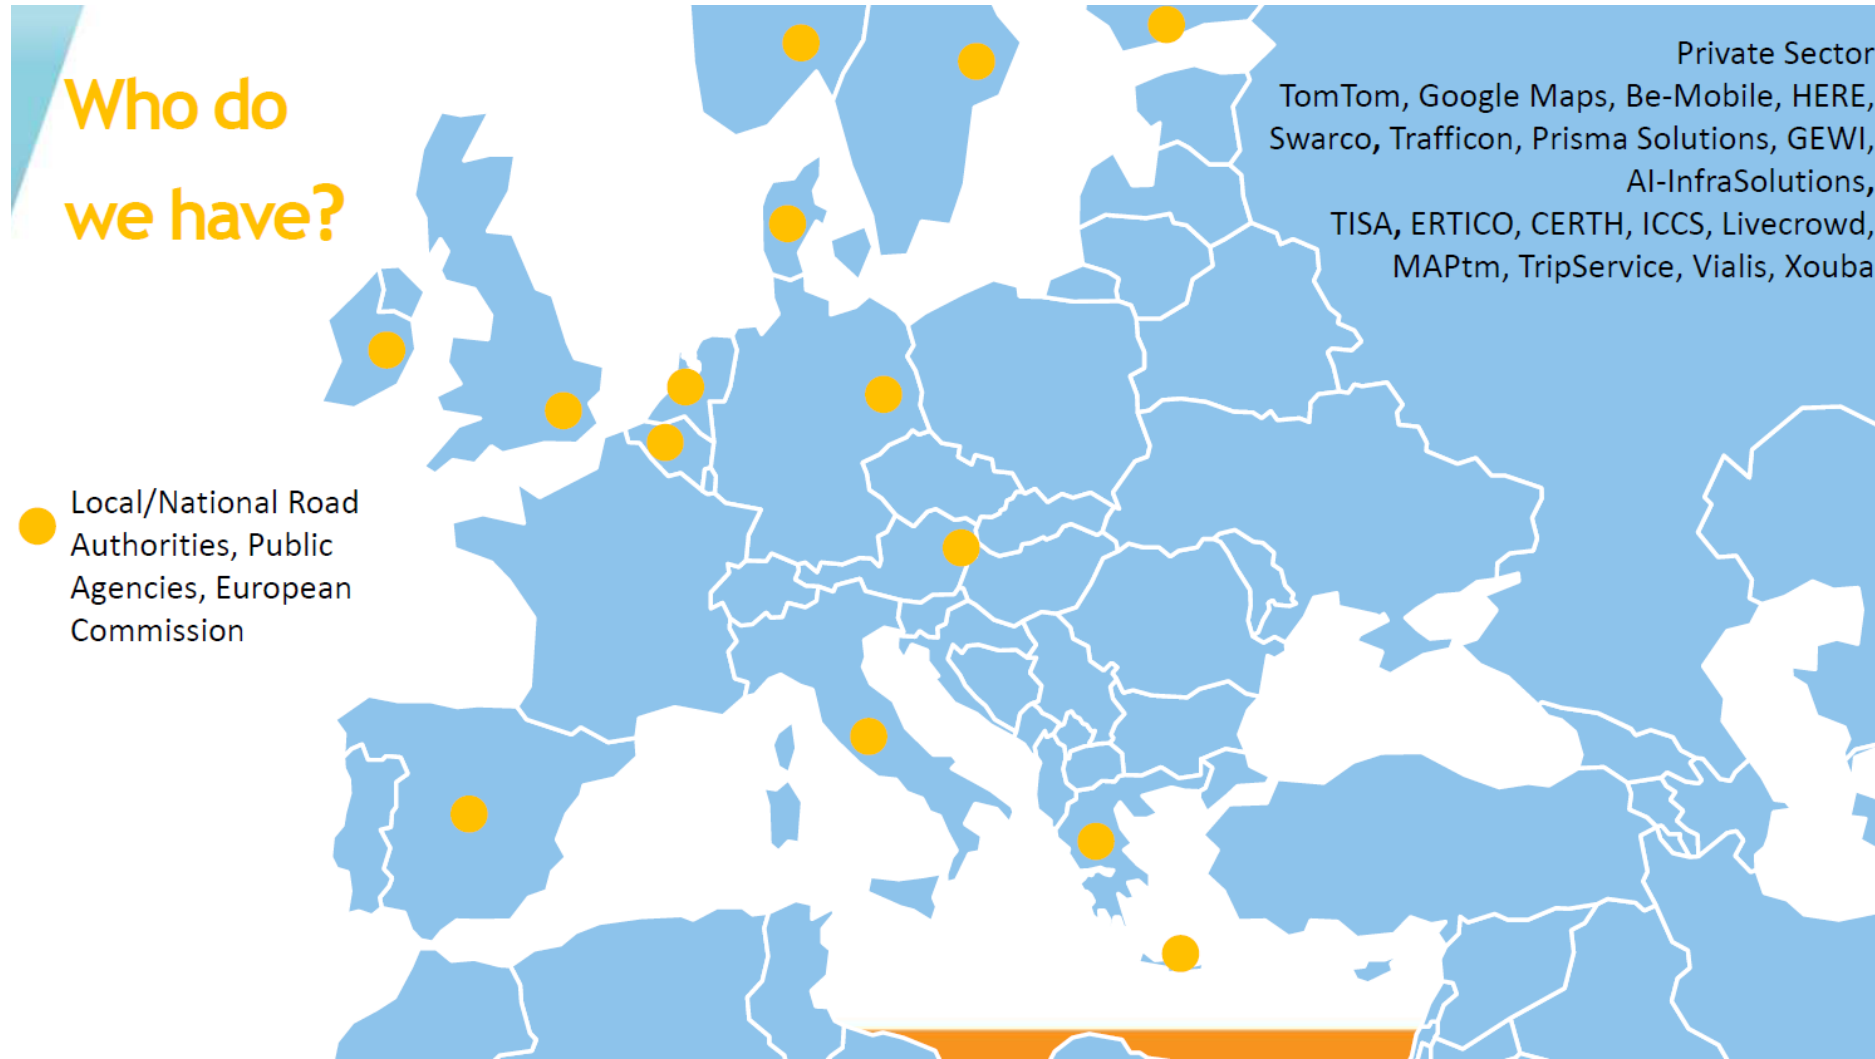 Who do
we have?
Private Sector
TomTom, Google Maps, Be-Mobile, HERE,
Swarco, Trafficon, Prisma Solutions, GEWI,
AI-InfraSolutions,
TISA, ERTICO, CERTH, ICCS, Livecrowd,
MAPtm, TripService, Vialis, Xouba
Local/National Road
Authorities, Public
Agencies, European
Commission